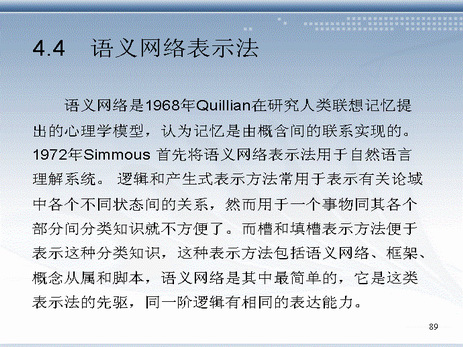 4.4 语义网络表示法
语义网络是1968年Quillian在研究人类联想记忆提
出的心理学模型，认为记忆是由概含间的联系实现的。
1972年Simmous 首先将语义网络表示法用于自然语言
理解系统。 逻辑和产生式表示方法常用于表示有关论域
中各个不同状态间的关系，然而用于一个事物同其各个
部分间分类知识就不方便了。而槽和填槽表示方法便于
表示这种分类知识，这种表示方法包括语义网络、框架、
概念从属和脚本，语义网络是其中最简单的，它是这类
表示法的先驱，同一阶逻辑有相同的表达能力。
89